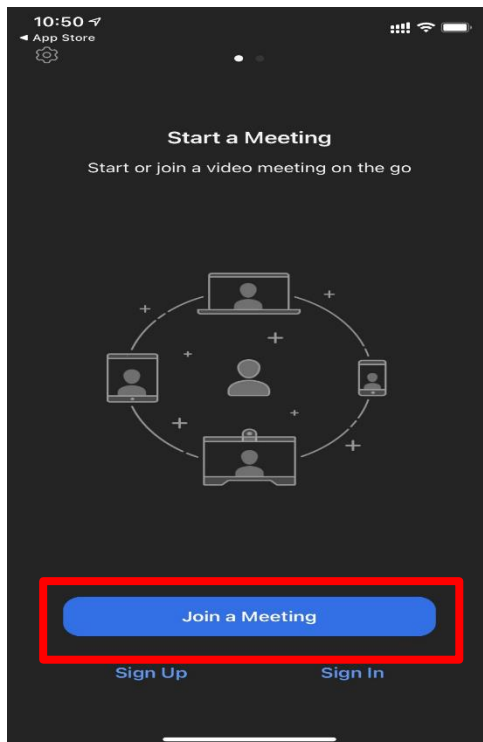 10:50
◄ App Store
Start a Meeting
Start or join a video meeting on the go
Join a Meeting
Sign Up
Sign In